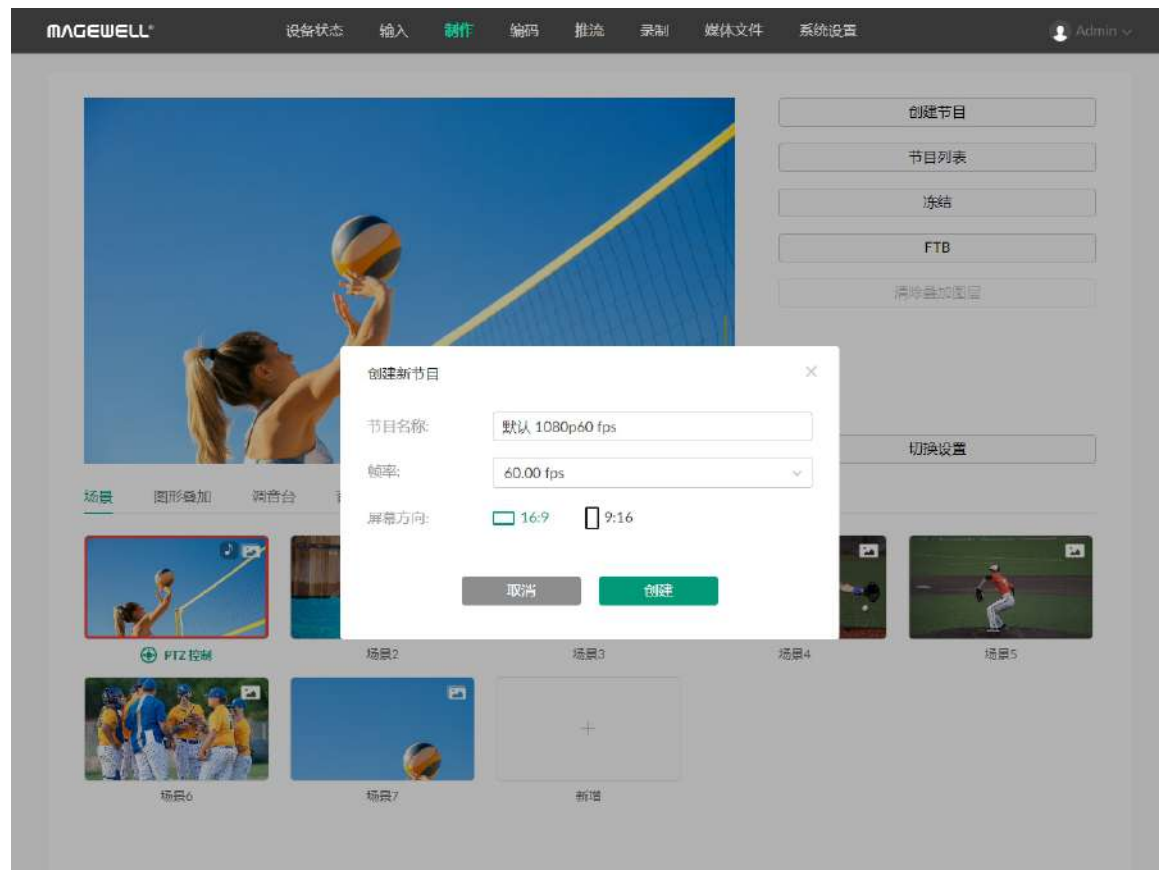 MAGEWELL®
设备状态 输入 制作 编码 推流 录制 媒体文件 系统设置 Admin
创建节目
节目列表
冻结
FTB
清除叠加图层
切换设置
创建新节目
节目名称: 默认 1080p60 fps
帧率: 60.00 fps
屏幕方向: 16:9 9:16
取消 创建
场景 图形叠加 调音台
PTZ 控制 场景2 场景3 场景4 场景5
场景6 场景7 新增